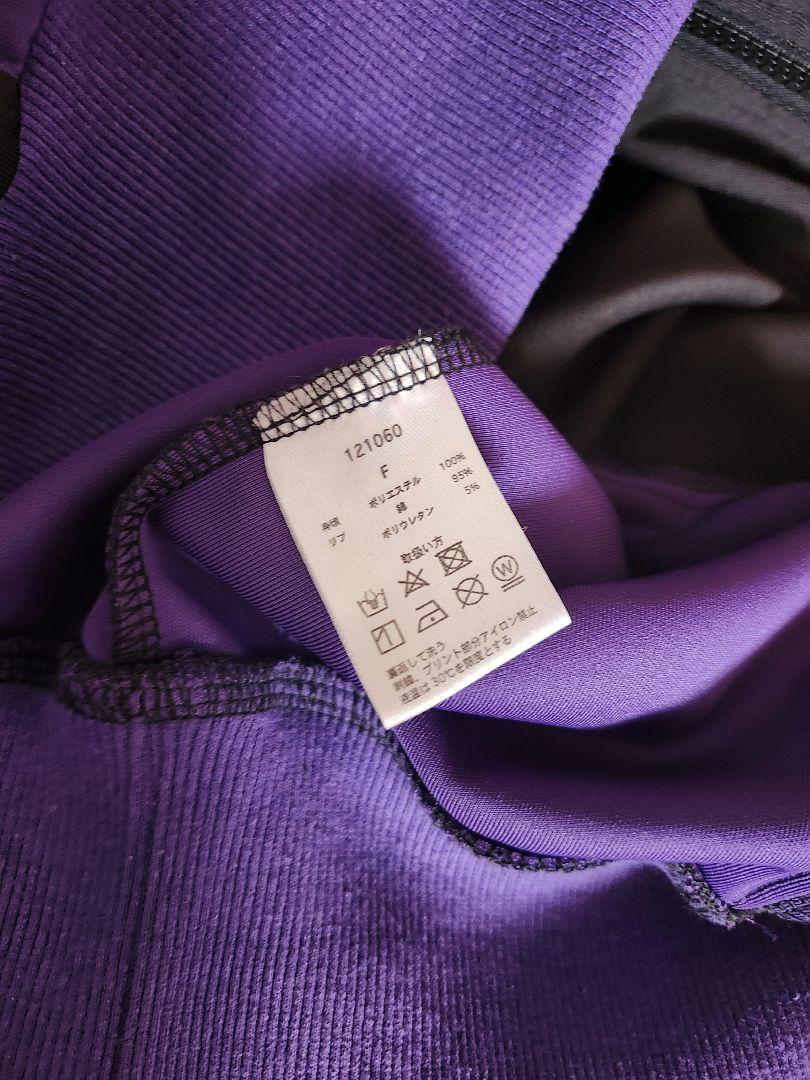 121060
F
身頃 ポリエステル 100%
リブ 綿 95%
ポリウレタン 5%
取扱い方
W
裏返して洗う
刺繍、プリント部分アイロン禁止
液温は30℃を限度とする